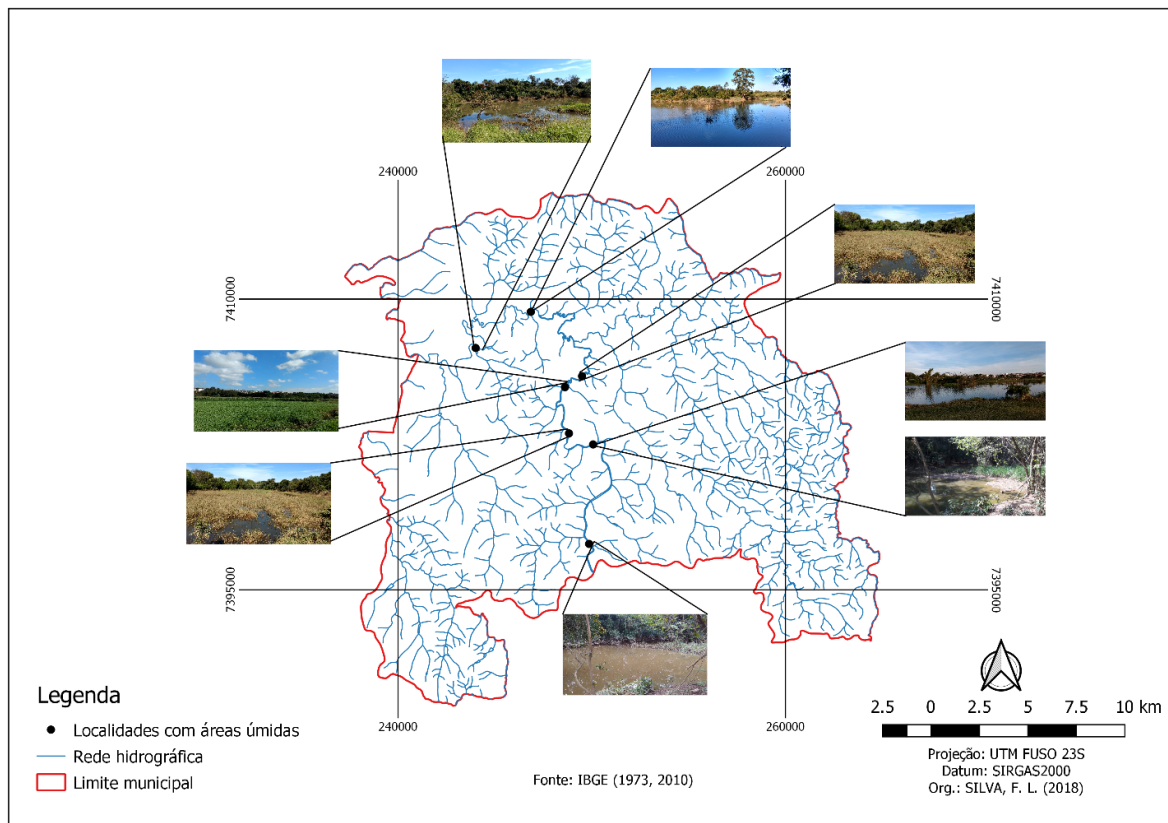 240000
260000
7410000
7410000
7395000
7395000
240000
260000
Legenda
Localidades com áreas úmidas
Rede hidrográfica
Limite municipal
Fonte: IBGE (1973, 2010)
2.5 0 2.5 5 7.5 10 km
Projeção: UTM FUSO 23S
Datum: SIRGAS2000
Org.: SILVA, F. L. (2018)